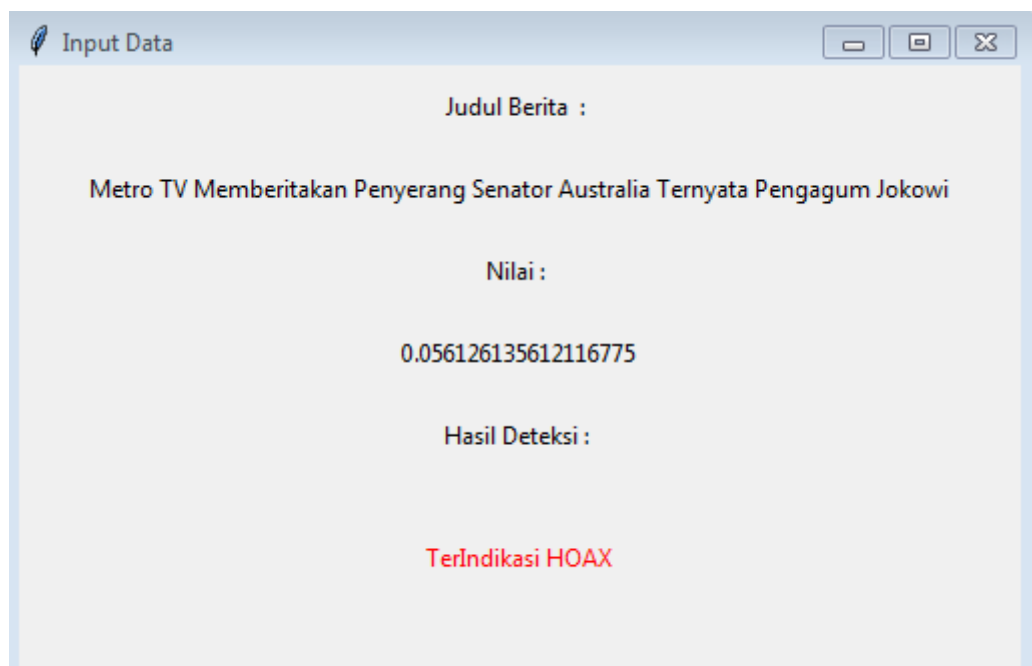 Input Data
Judul Berita :
Metro TV Memberitakan Penyerang Senator Australia Ternyata Pengagum Jokowi
Nilai :
0.056126135612116775
Hasil Deteksi :
TerIndikasi HOAX